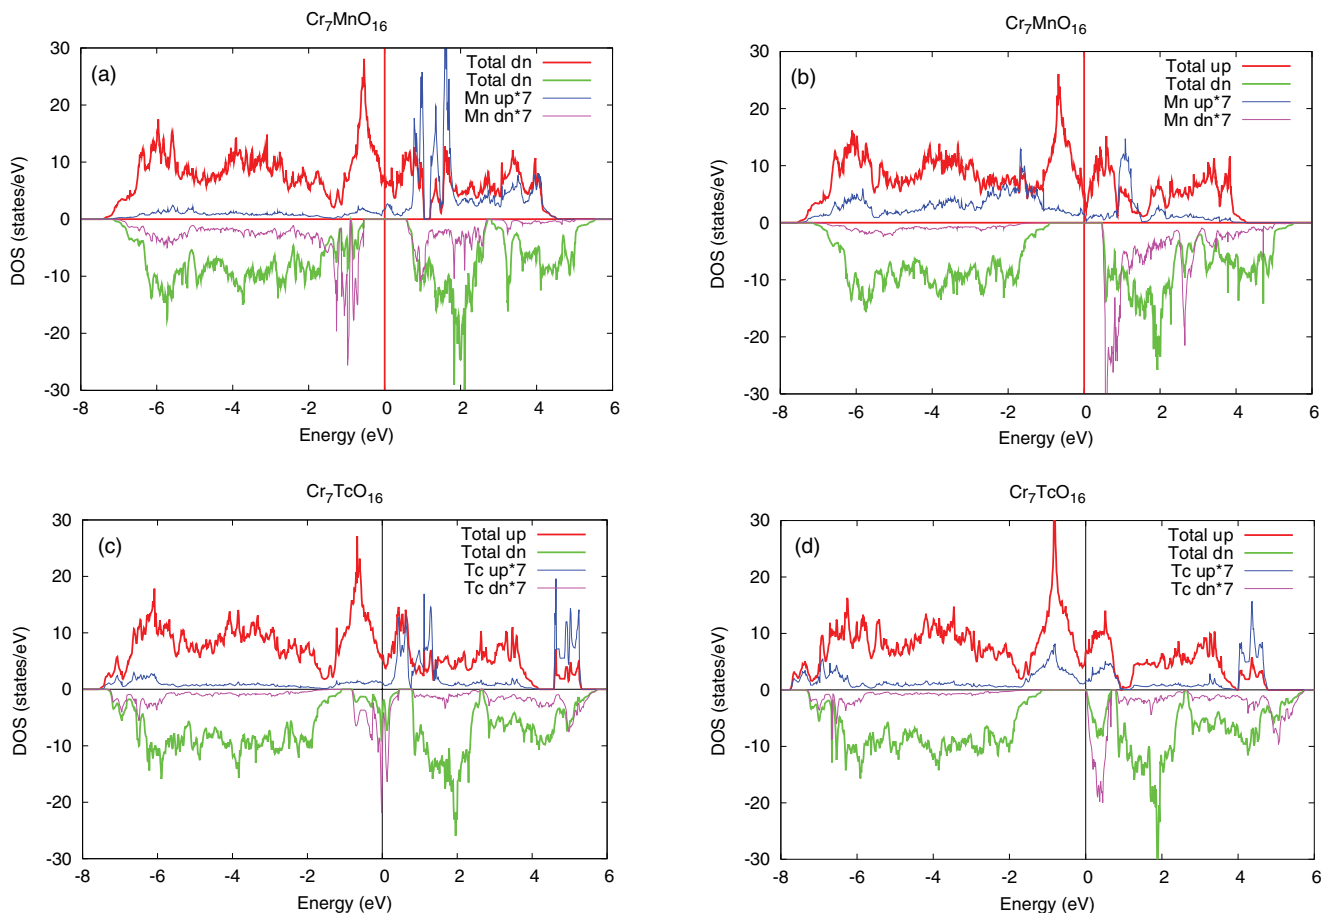 Cr7MnO16
(a)
Total dn
Total dn
Mn up*7
Mn dn*7
DOS (states/eV)
30
20
10
0
-10
-20
-30
-8 -6 -4 -2 0 2 4 6
Energy (eV)
Cr7MnO16
(b)
Total up
Total dn
Mn up*7
Mn dn*7
DOS (states/eV)
30
20
10
0
-10
-20
-30
-8 -6 -4 -2 0 2 4 6
Energy (eV)
Cr7TcO16
(c)
Total up
Total dn
Tc up*7
Tc dn*7
DOS (states/eV)
30
20
10
0
-10
-20
-30
-8 -6 -4 -2 0 2 4 6
Energy (eV)
Cr7TcO16
(d)
Total up
Total dn
Tc up*7
Tc dn*7
DOS (states/eV)
30
20
10
0
-10
-20
-30
-8 -6 -4 -2 0 2 4 6
Energy (eV)